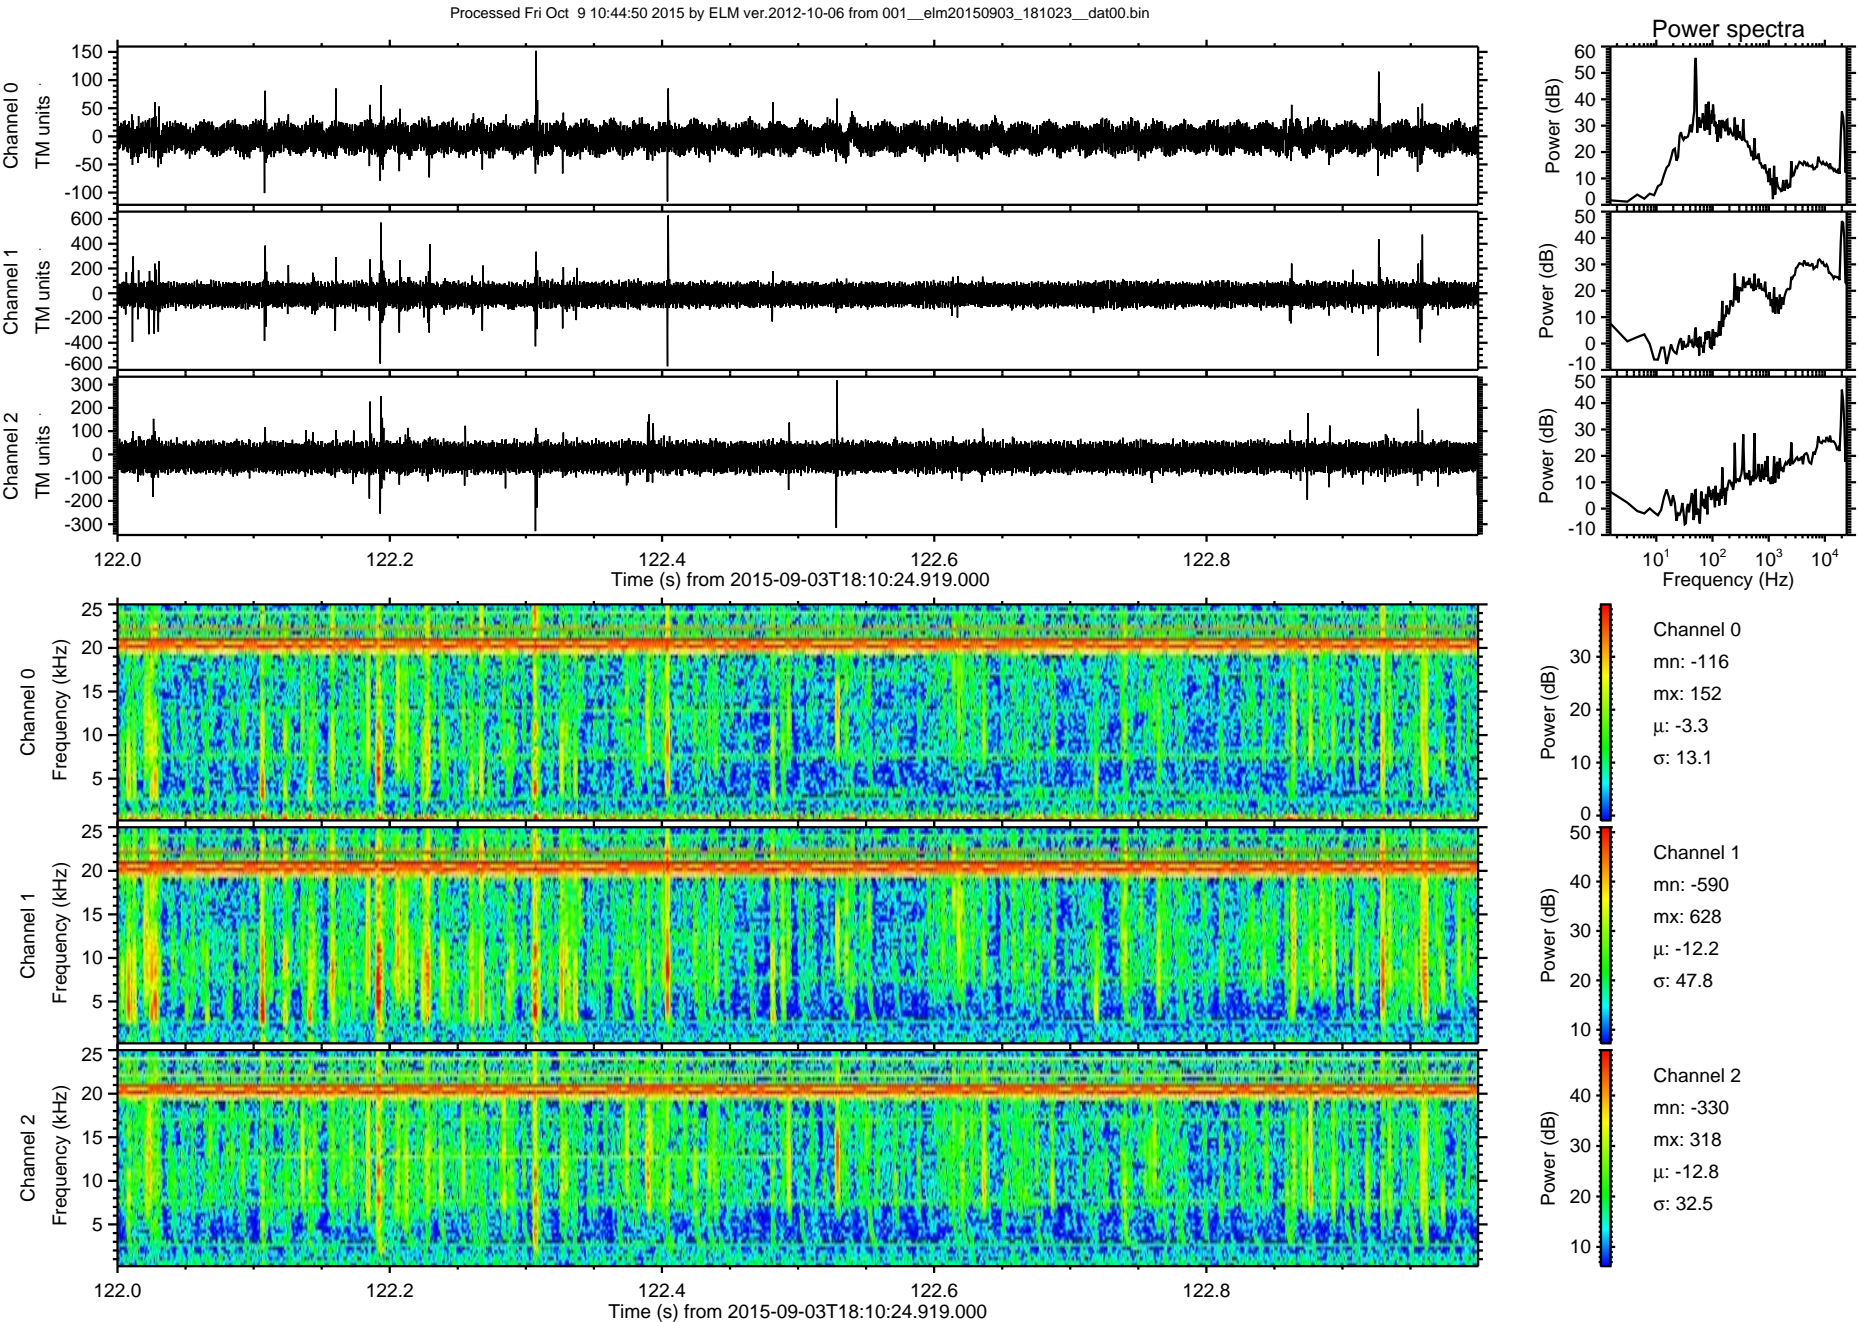 Processed Fri Oct  9 10:44:50 2015 by ELM ver.2012-10-06 from 001__elm20150903_181023__dat00.bin
Power spectra
Channel 0
TM units
150
100
50
0
-50
-100
Power (dB)
60
50
40
30
20
10
0
Channel 1
TM units
600
400
200
0
-200
-400
-600
Power (dB)
50
40
30
20
10
0
-10
Channel 2
TM units
300
200
100
0
-100
-200
-300
Power (dB)
50
40
30
20
10
0
-10
122.0 122.2 122.4 122.6 122.8
Time (s) from 2015-09-03T18:10:24.919.000
10¹ 10² 10³ 10⁴
Frequency (Hz)
Channel 0
Frequency (kHz)
25
20
15
10
5
Power (dB)
30
20
10
0
Channel 0
mn: -116
mx: 152
μ: -3.3
σ: 13.1
Channel 1
Frequency (kHz)
25
20
15
10
5
Power (dB)
50
40
30
20
10
Channel 1
mn: -590
mx: 628
μ: -12.2
σ: 47.8
Channel 2
Frequency (kHz)
25
20
15
10
5
Power (dB)
40
30
20
10
Channel 2
mn: -330
mx: 318
μ: -12.8
σ: 32.5
122.0 122.2 122.4 122.6 122.8
Time (s) from 2015-09-03T18:10:24.919.000